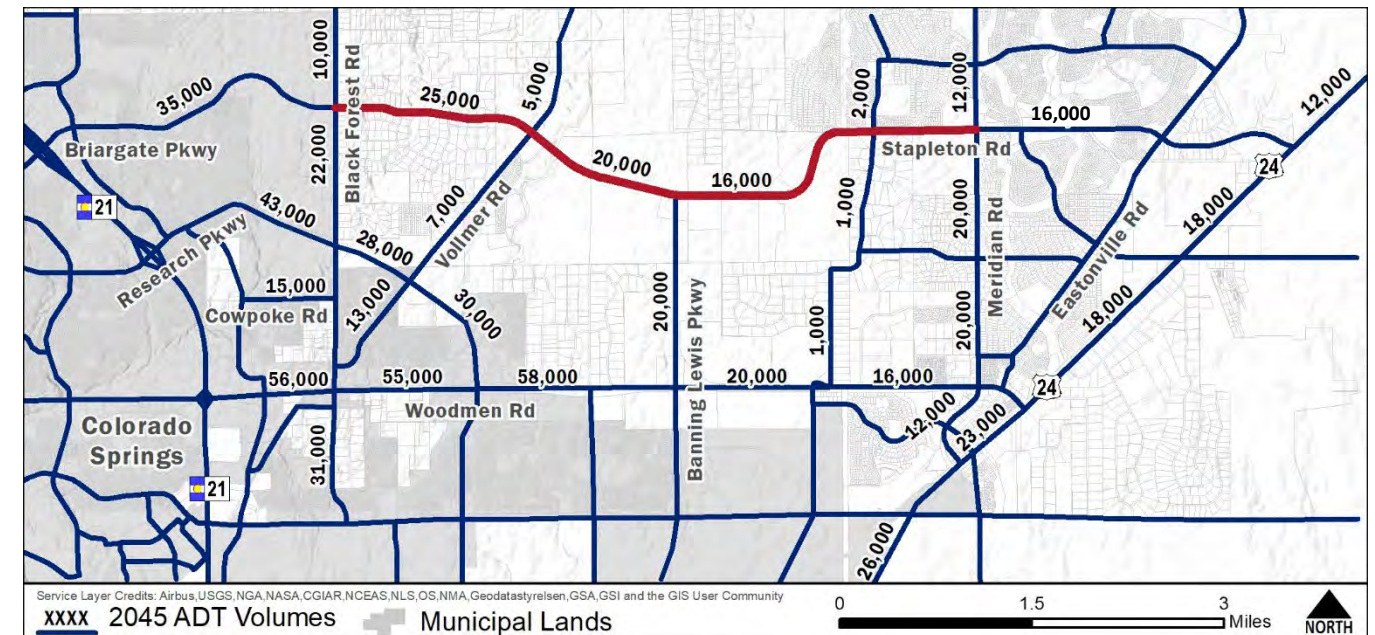 10,000
Black Forest Rd
5,000
2,000
12,000
35,000
25,000
16,000
12,000
Briargate Pkwy
22,000
Stapleton Rd
24
20,000
16,000
21
43,000
7,000
Vollmer Rd
1,000
20,000
Meridian Rd
Eastonville Rd
18,000
Research Pkwy
28,000
15,000
Cowpoke Rd
13,000
30,000
20,000
Banning Lewis Pkwy
1,000
20,000
18,000
56,000
55,000
58,000
20,000
16,000
24
Woodmen Rd
12,000
23,000
Colorado
Springs
31,000
21
26,000
Service Layer Credits: Airbus,USGS,NGA,NASA,CGIAR,NCEAS,NLS,OS,NMA,Geodatastyrelsen,GSA,GSI and the GIS User Community
XXXX 2045 ADT Volumes
Municipal Lands
0 1.5 3
Miles
NORTH